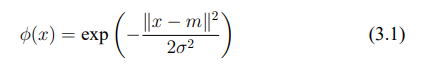 ϕ(x) = exp(−‖x − m‖²/2σ²) (3.1)